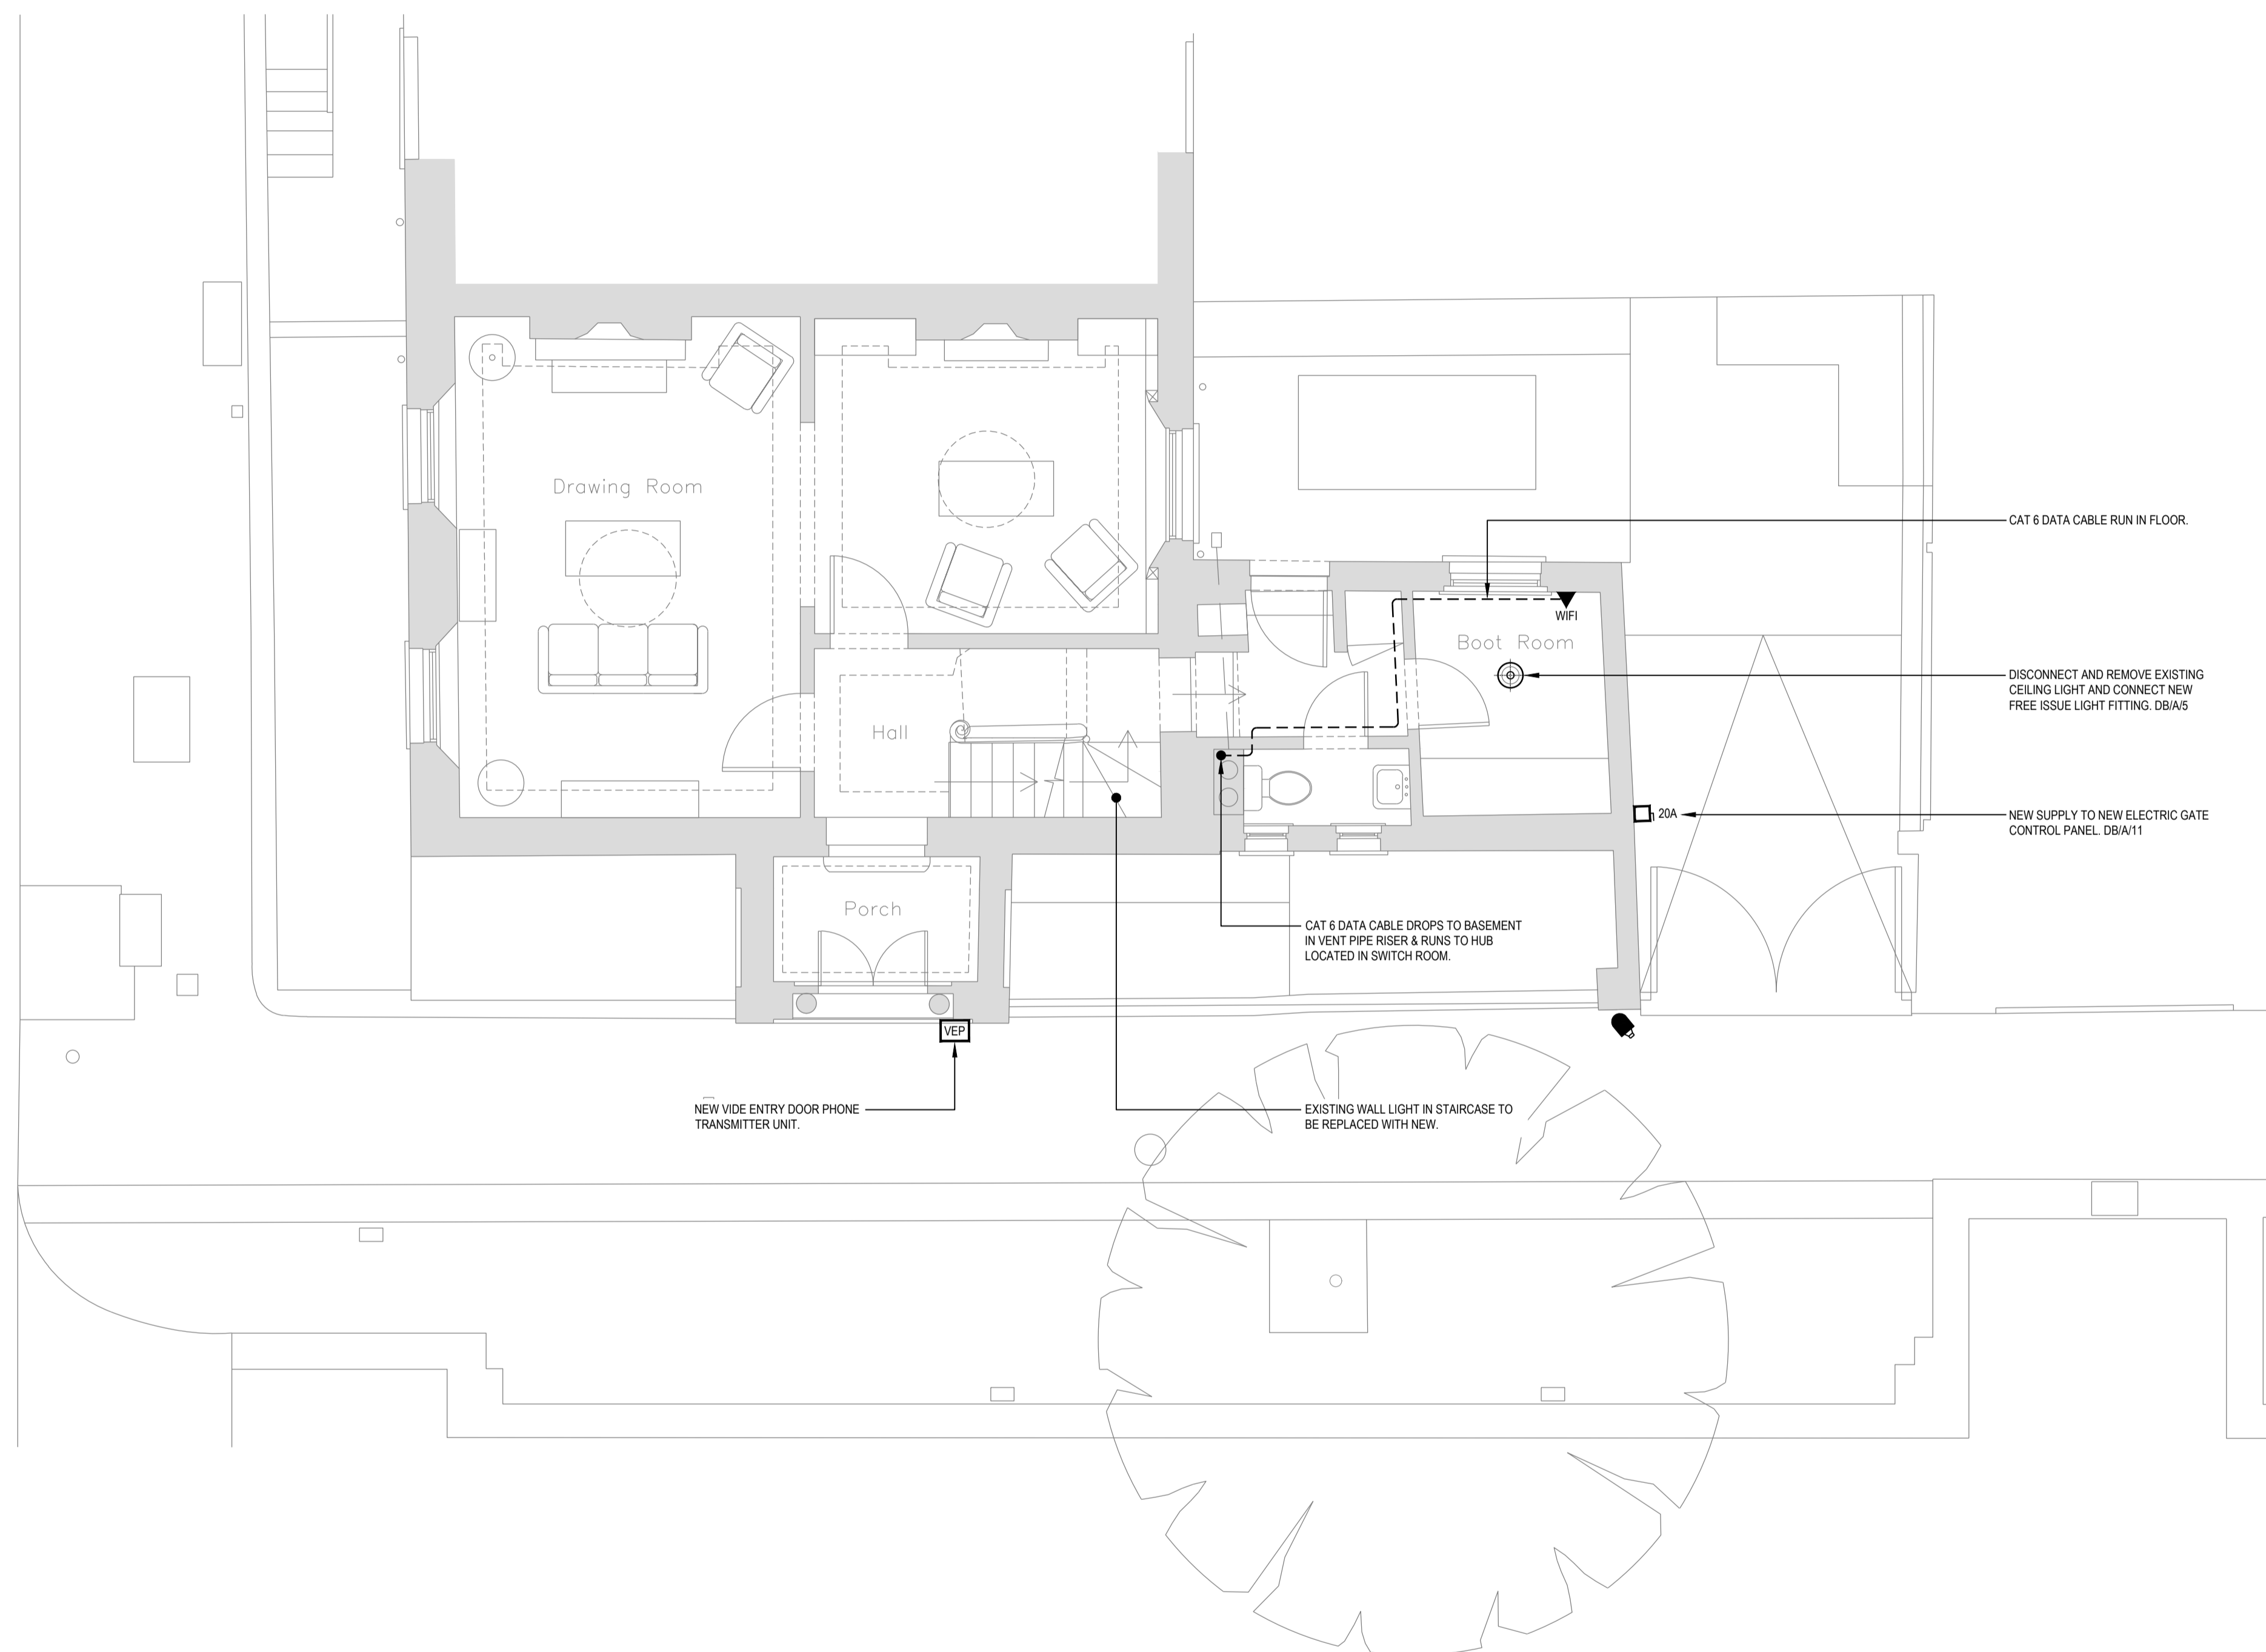 Drawing Room
CAT 6 DATA CABLE RUN IN FLOOR.
WIFI
Boot Room
DISCONNECT AND REMOVE EXISTING
CEILING LIGHT AND CONNECT NEW
FREE ISSUE LIGHT FITTING. DB/A/5
Hall
20A
NEW SUPPLY TO NEW ELECTRIC GATE
CONTROL PANEL. DB/A/11
Porch
CAT 6 DATA CABLE DROPS TO BASEMENT
IN VENT PIPE RISER & RUNS TO HUB
LOCATED IN SWITCH ROOM.
VEP
NEW VIDE ENTRY DOOR PHONE
TRANSMITTER UNIT.
EXISTING WALL LIGHT IN STAIRCASE TO
BE REPLACED WITH NEW.